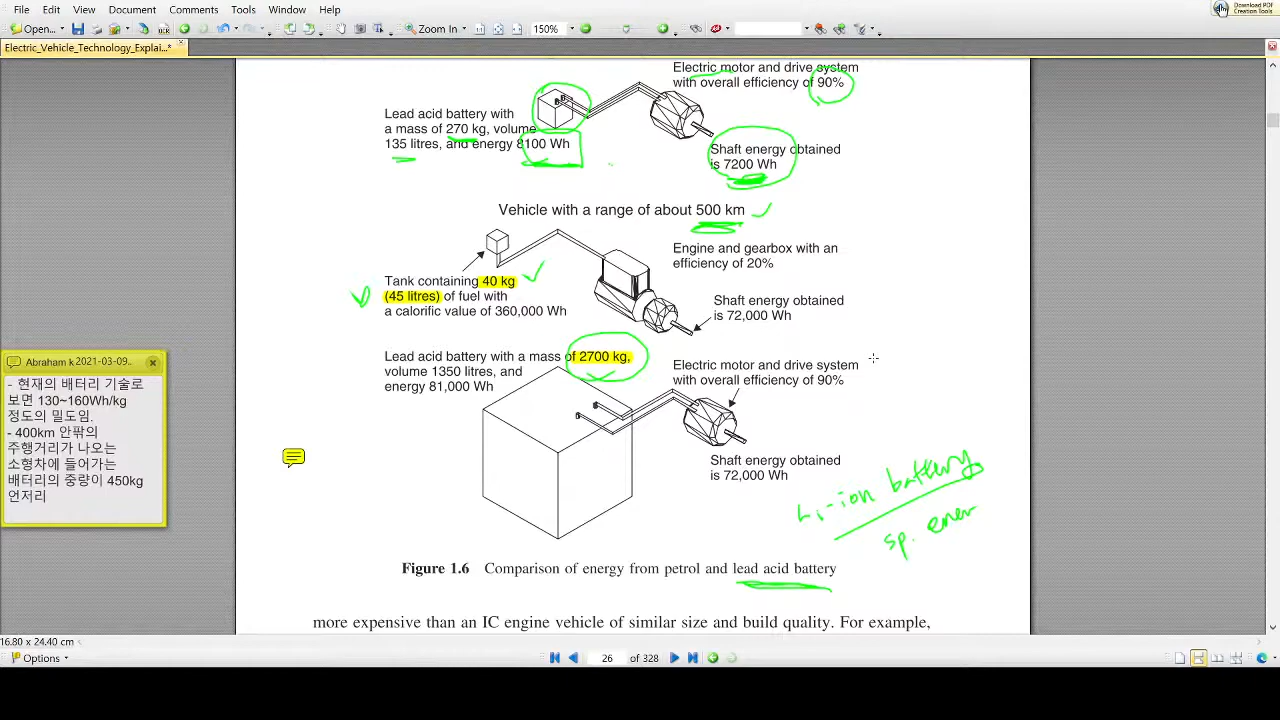 File Edit View Document Comments Tools Window Help
Download PDF
Creation Tools
Open... Zoom In 150%
Electric_Vehicle_Technology_Explai...*
Electric motor and drive system
with overall efficiency of 90%
Lead acid battery with
a mass of 270 kg, volume
135 litres, and energy 8100 Wh
Shaft energy obtained
is 7200 Wh
Vehicle with a range of about 500 km
Engine and gearbox with an
efficiency of 20%
Tank containing 40 kg
(45 litres) of fuel with
a calorific value of 360,000 Wh
Shaft energy obtained
is 72,000 Wh
Lead acid battery with a mass of 2700 kg,
volume 1350 litres, and
energy 81,000 Wh
Electric motor and drive system
with overall efficiency of 90%
Shaft energy obtained
is 72,000 Wh
Abraham k 2021-03-09..
- 현재의 배터리 기술로
보면 130~160Wh/kg
정도의 밀도임.
- 400km 안팎의
주행거리가 나오는
소형차에 들어가는
배터리의 중량이 450kg
언저리
Li-ion battery
sp. ener
Figure 1.6 Comparison of energy from petrol and lead acid battery
more expensive than an IC engine vehicle of similar size and build quality. For example,
16.80 x 24.40 cm
Options 26 of 328